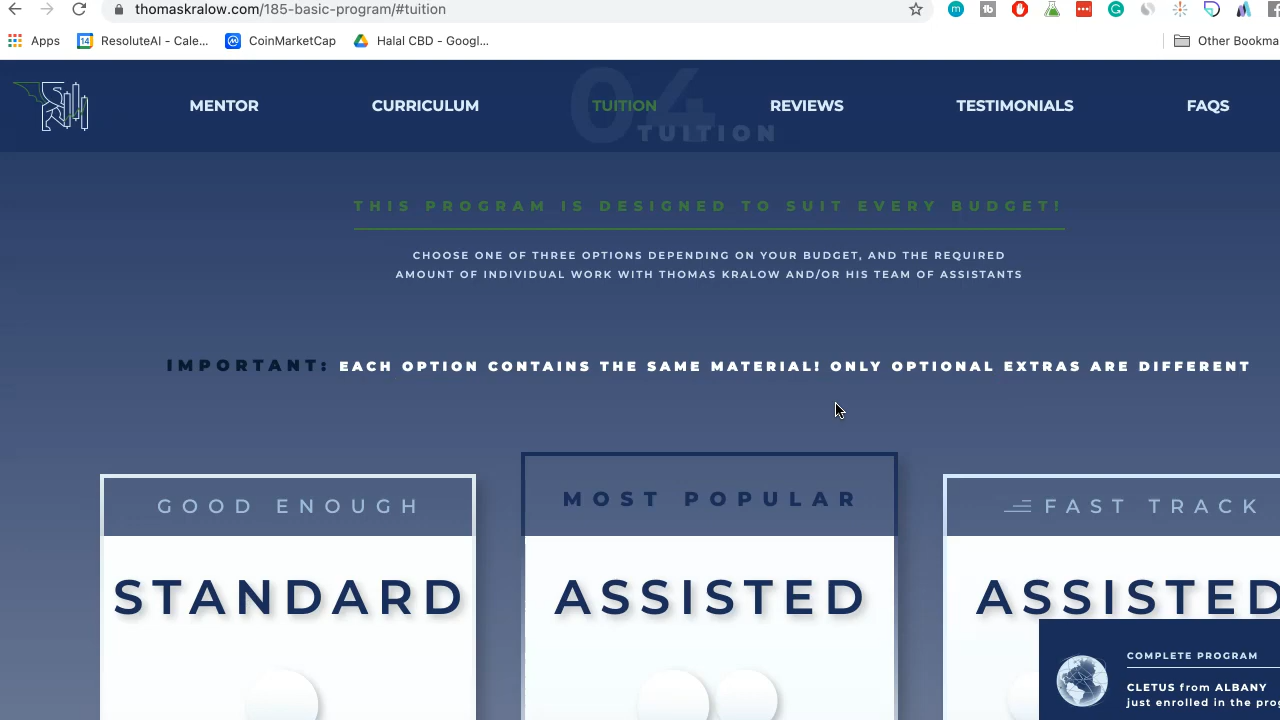 thomaskralow.com/185-basic-program/#tuition
Apps
14
ResoluteAI - Cale...
CoinMarketCap
Halal CBD - Googl...
Other Bookma
MENTOR
CURRICULUM
04
TUITION
TUITION
REVIEWS
TESTIMONIALS
FAQS
THIS PROGRAM IS DESIGNED TO SUIT EVERY BUDGET!
CHOOSE ONE OF THREE OPTIONS DEPENDING ON YOUR BUDGET, AND THE REQUIRED
AMOUNT OF INDIVIDUAL WORK WITH THOMAS KRALOW AND/OR HIS TEAM OF ASSISTANTS
IMPORTANT: EACH OPTION CONTAINS THE SAME MATERIAL! ONLY OPTIONAL EXTRAS ARE DIFFERENT
GOOD ENOUGH
MOST POPULAR
FAST TRACK
STANDARD
ASSISTED
ASSISTED
COMPLETE PROGRAM
CLETUS from ALBANY
just enrolled in the prog